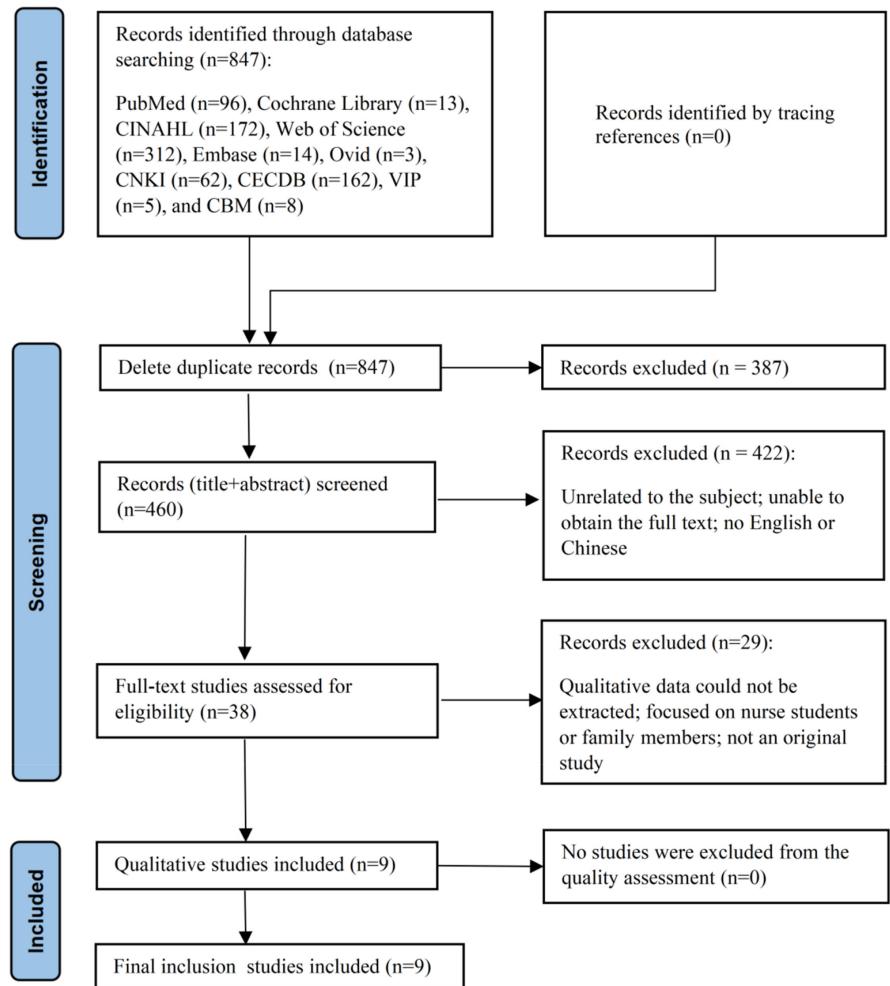 Identification
Records identified through database
searching (n=847):
PubMed (n=96), Cochrane Library (n=13),
CINAHL (n=172), Web of Science
(n=312), Embase (n=14), Ovid (n=3),
CNKI (n=62), CECDB (n=162), VIP
(n=5), and CBM (n=8)
Records identified by tracing
references (n=0)
Screening
Delete duplicate records (n=847)
Records excluded (n = 387)
Records (title+abstract) screened
(n=460)
Records excluded (n = 422):
Unrelated to the subject; unable to
obtain the full text; no English or
Chinese
Full-text studies assessed for
eligibility (n=38)
Records excluded (n=29):
Qualitative data could not be
extracted; focused on nurse students
or family members; not an original
study
Included
Qualitative studies included (n=9)
No studies were excluded from the
quality assessment (n=0)
Final inclusion studies included (n=9)